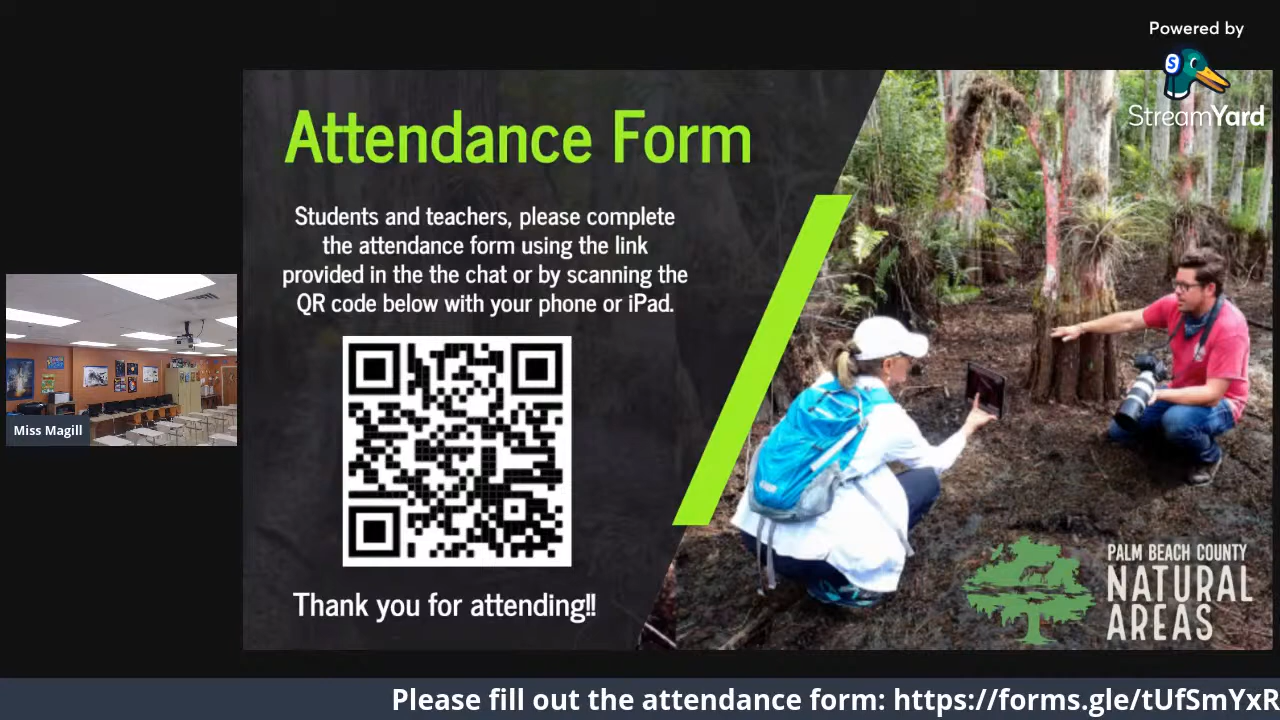 Powered by
StreamYard
Attendance Form
Students and teachers, please complete
the attendance form using the link
provided in the the chat or by scanning the
QR code below with your phone or iPad.
Miss Magill
Thank you for attending!!
PALM BEACH COUNTY
NATURAL
AREAS
Please fill out the attendance form: https://forms.gle/tUfSmYxR